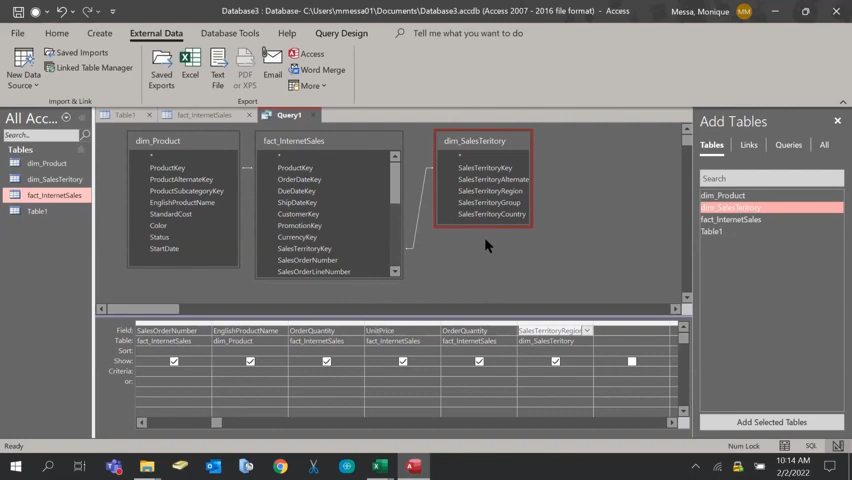 Database3 : Database- C:\Users\mmessa01\Documents\Database3.accdb (Access 2007 - 2016 file format) - Access
Messa, Monique
MM
File
Home
Create
External Data
Database Tools
Help
Query Design
Tell me what you want to do
New Data
Source
Saved Imports
Linked Table Manager
Import & Link
Saved
Exports
Excel
Text
File
PDF
or XPS
Email
Access
Word Merge
More
Export
All Ac...
Search
Tables
dim_Product
dim_SalesTeritory
fact_InternetSales
Table1
Table1
fact_InternetSales
Query1
dim_Product
*
ProductKey
ProductAlternateKey
ProductSubcategoryKey
EnglishProductName
StandardCost
Color
Status
StartDate
fact_InternetSales
*
ProductKey
OrderDateKey
DueDateKey
ShipDateKey
CustomerKey
PromotionKey
CurrencyKey
SalesTerritoryKey
SalesOrderNumber
SalesOrderLineNumber
dim_SalesTeritory
*
SalesTerritoryKey
SalesTerritoryAlternate
SalesTerritoryRegion
SalesTerritoryGroup
SalesTerritoryCountry
Field: SalesOrderNumber EnglishProductName OrderQuantity UnitPrice OrderQuantity SalesTerritoryRegion
Table: fact_InternetSales dim_Product fact_InternetSales fact_InternetSales fact_InternetSales dim_SalesTeritory
Sort:
Show:
Criteria:
or:
Add Tables
Tables Links Queries All
Search
dim_Product
dim_SalesTeritory
fact_InternetSales
Table1
Add Selected Tables
Ready
Num Lock
SQL
10:14 AM
2/2/2022